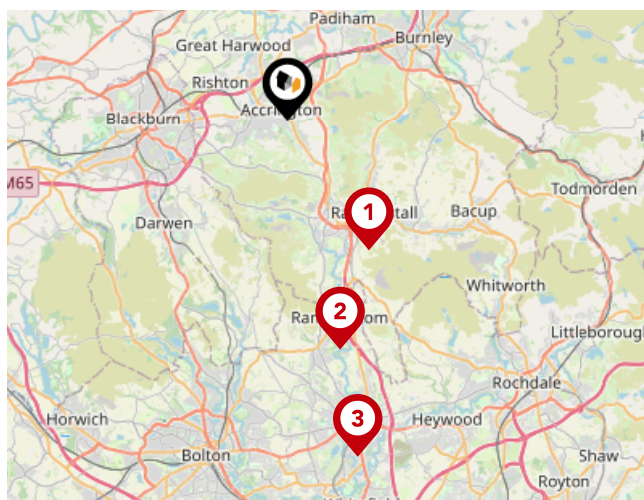 Padiham
Burnley
Great Harwood
Rishton
Accrington
Blackburn
M65
Todmorden
1
Bacup
Darwen
Whitworth
2
Littleborough
Rochdale
3
Horwich
Heywood
Bolton
Shaw
Royton